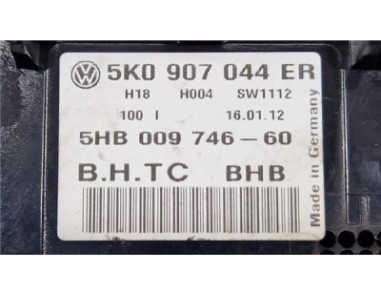 5K0 907 044 ER
H18 H004 SW1112
100 I 16.01.12
5HB 009 746-60
B.H.TC BHB
Made in Germany